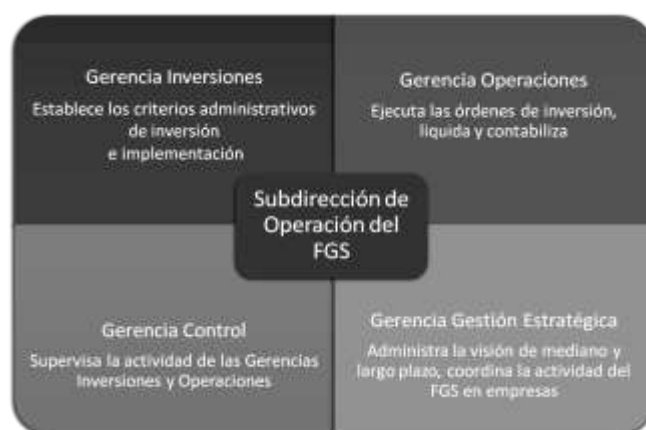 Gerencia Inversiones
Establece los criterios administrativos
de inversión
e implementación
Gerencia Operaciones
Ejecuta las órdenes de inversión,
liquida y contabiliza
Subdirección de
Operación del
FGS
Gerencia Control
Supervisa la actividad de las Gerencias
Inversiones y Operaciones
Gerencia Gestión Estratégica
Administra la visión de mediano y
largo plazo, coordina la actividad del
FGS en empresas